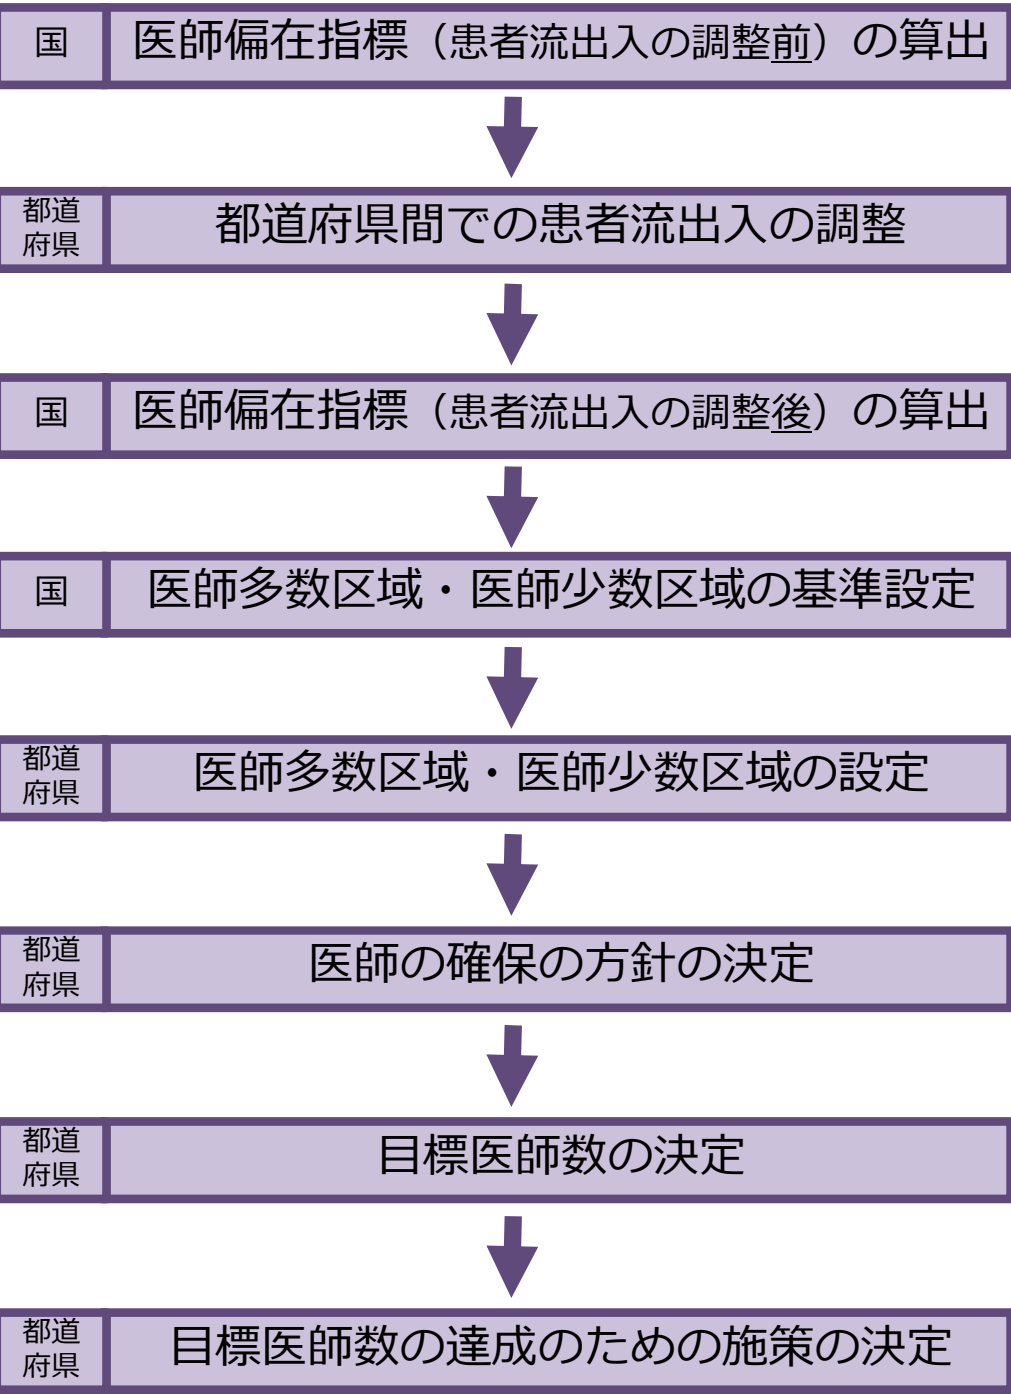 国
医師偏在指標（患者流出入の調整前）の算出
都道
府県
都道府県間での患者流出入の調整
国
医師偏在指標（患者流出入の調整後）の算出
国
医師多数区域・医師少数区域の基準設定
都道
府県
医師多数区域・医師少数区域の設定
都道
府県
医師の確保の方針の決定
都道
府県
目標医師数の決定
都道
府県
目標医師数の達成のための施策の決定